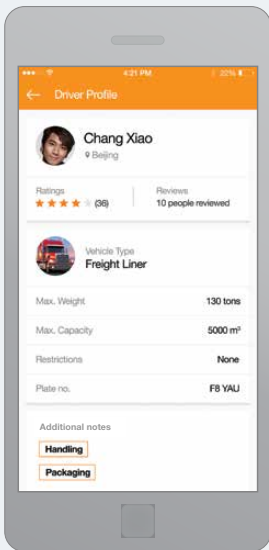 4:21 PM
20%
Driver Profile
Chang Xiao
Beijing
Ratings
(36)
Reviews
10 people reviewed
Vehicle Type
Freight Liner
Max. Weight 130 tons
Max. Capacity 5000 m³
Restrictions None
Plate no. F8 YAU
Additional notes
Handling
Packaging